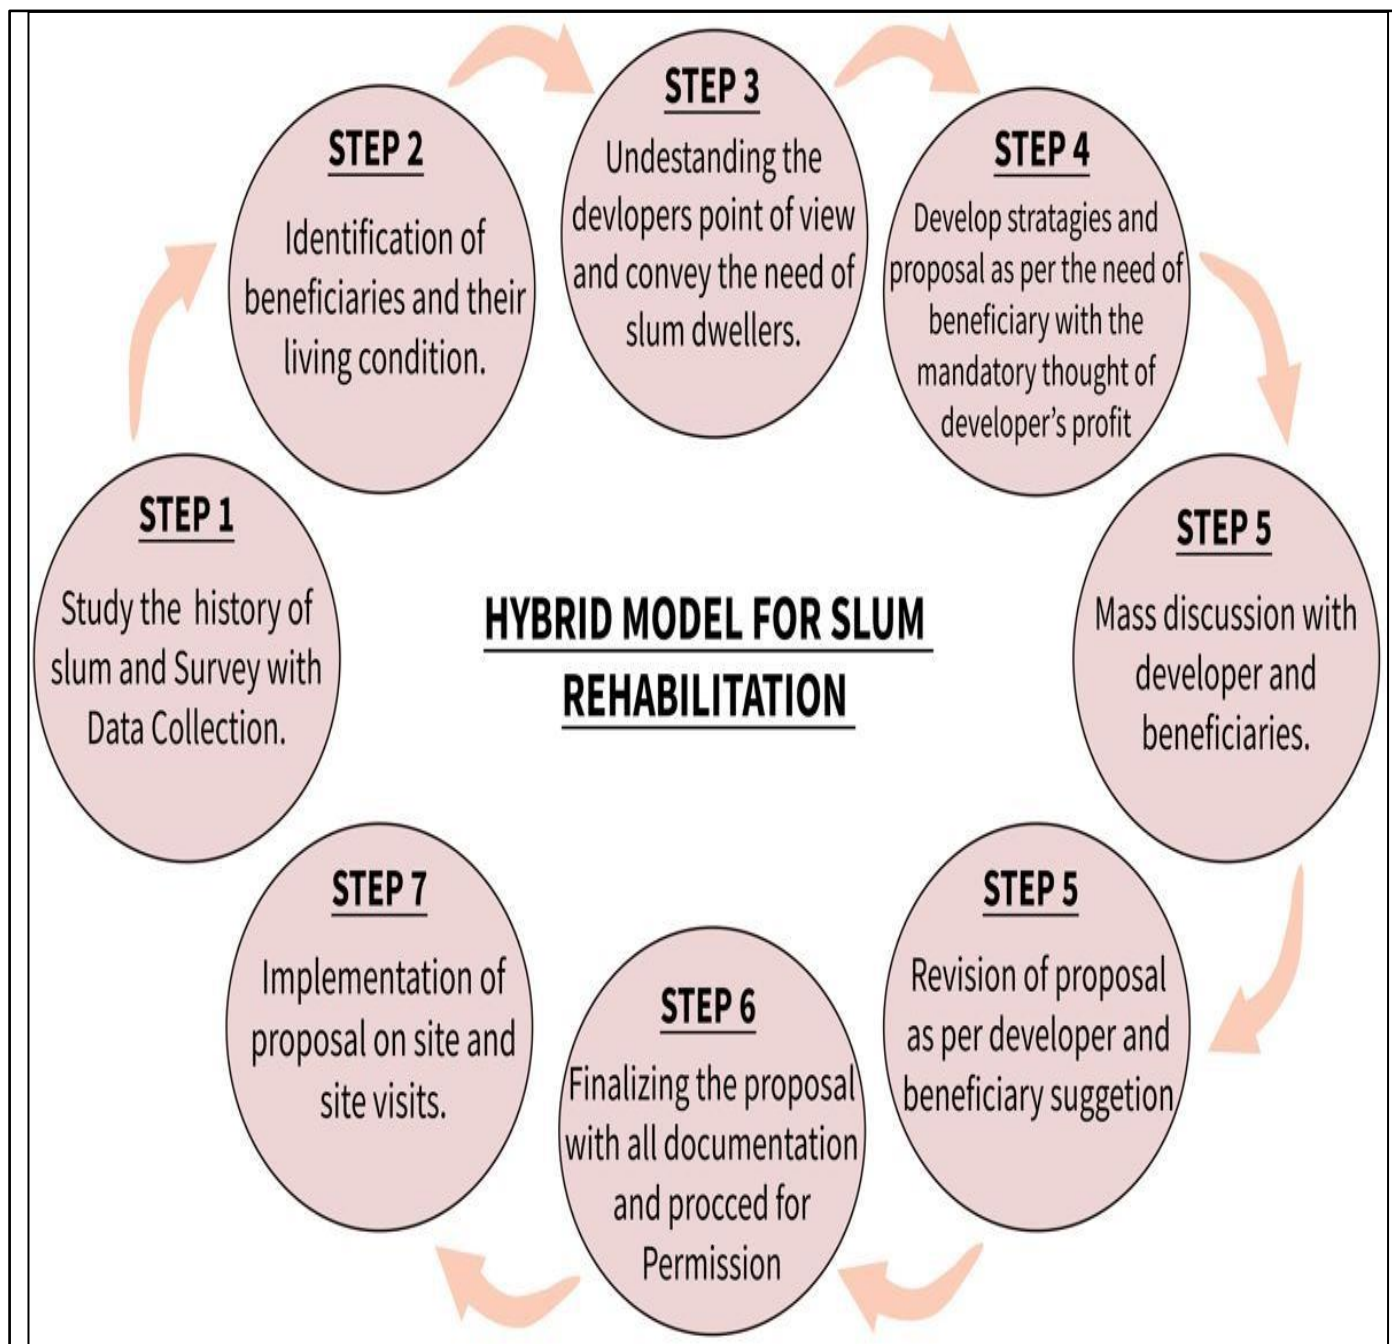 STEP 1
Study the history of
slum and Survey with
Data Collection.
STEP 2
Identification of
beneficiaries and their
living condition.
STEP 3
Undestanding the
devlopers point of view
and convey the need of
slum dwellers.
STEP 4
Develop stratagies and
proposal as per the need of
beneficiary with the
mandatory thought of
developer’s profit
STEP 5
Mass discussion with
developer and
beneficiaries.
STEP 5
Revision of proposal
as per developer and
beneficiary suggetion
STEP 6
Finalizing the proposal
with all documentation
and procced for
Permission
STEP 7
Implementation of
proposal on site and
site visits.
HYBRID MODEL FOR SLUM
REHABILITATION